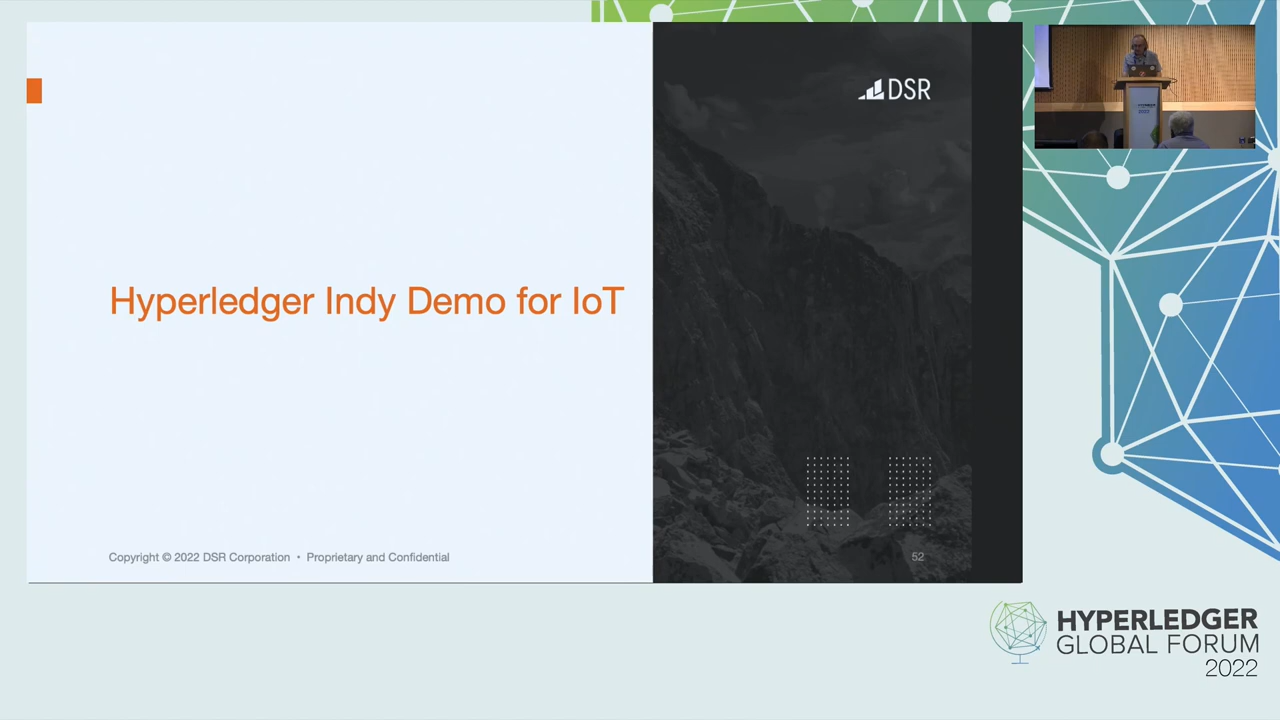 DSR
Hyperledger Indy Demo for IoT
Copyright © 2022 DSR Corporation • Proprietary and Confidential
52
HYPERLEDGER
GLOBAL FORUM
2022